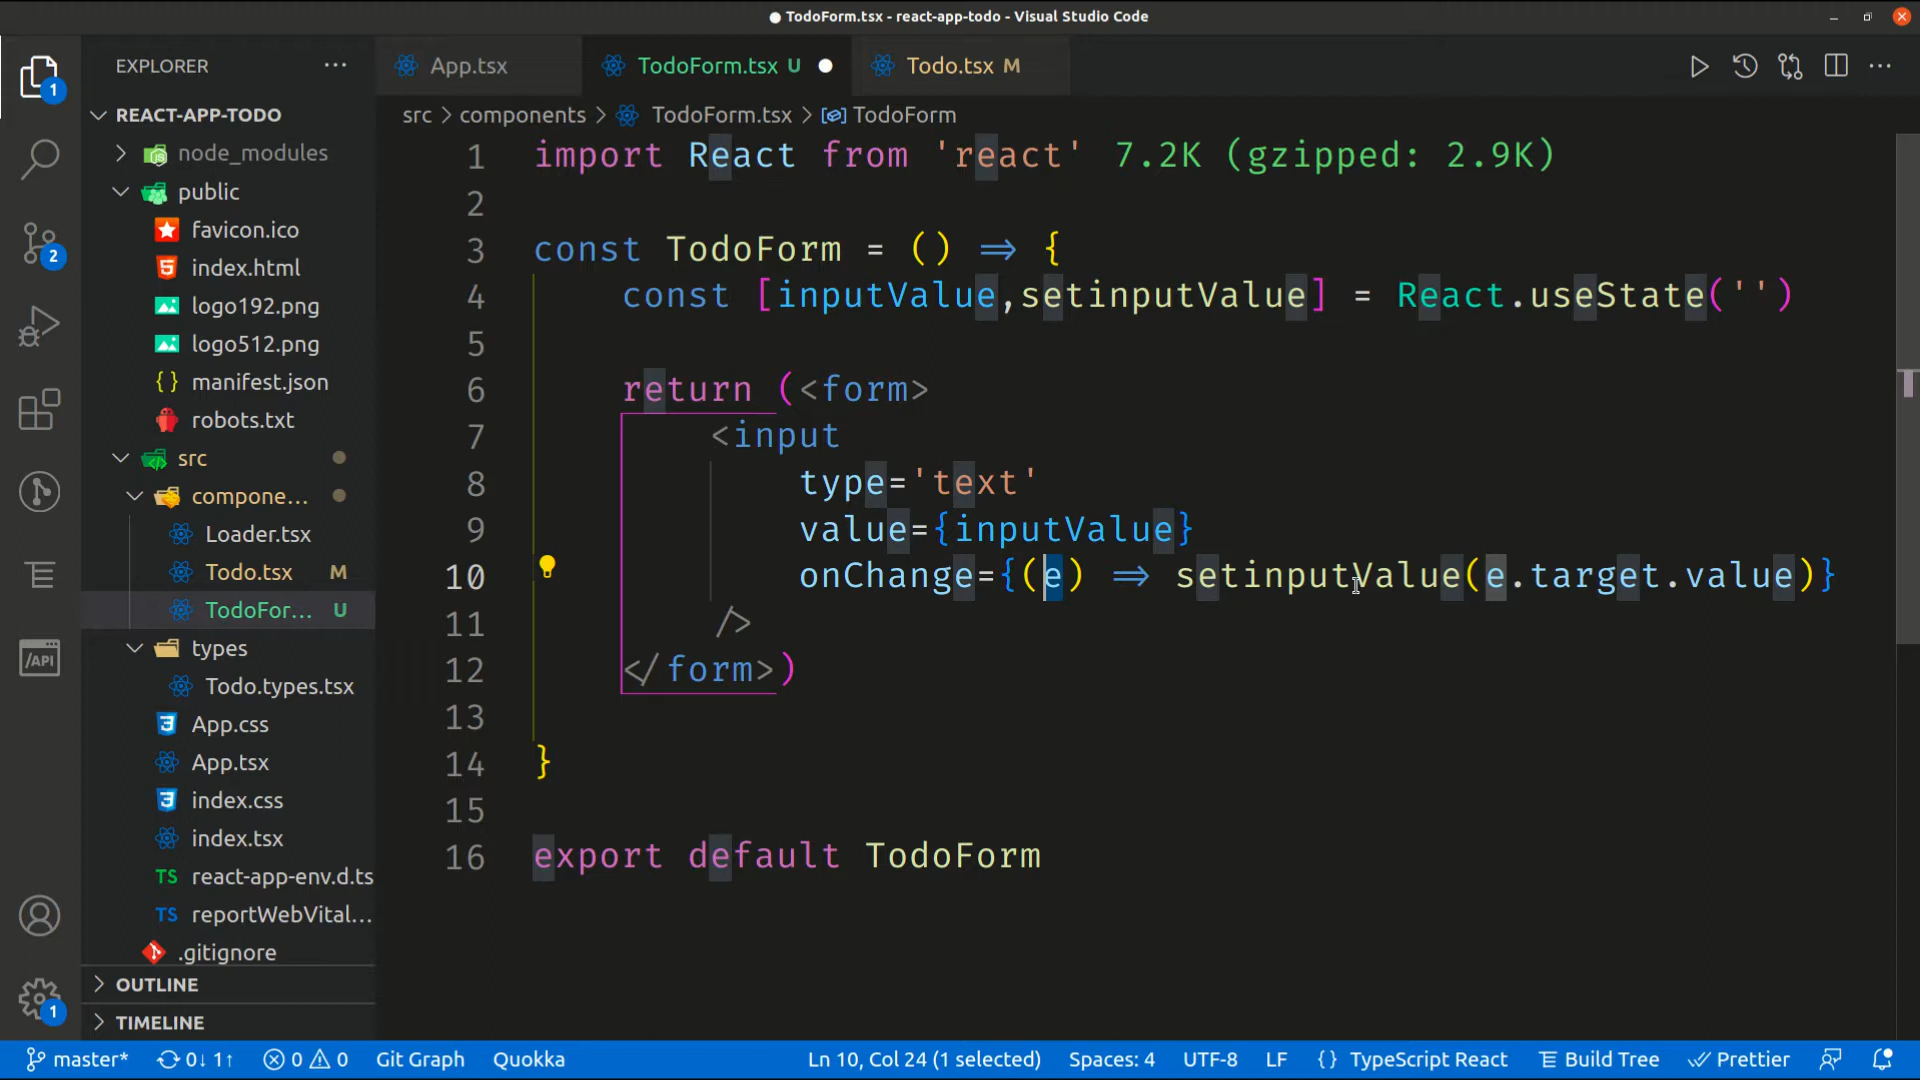 TodoForm.tsx - react-app-todo - Visual Studio Code
EXPLORER
App.tsx
TodoForm.tsx U
Todo.tsx M
src > components > TodoForm.tsx > TodoForm
REACT-APP-TODO
node_modules
public
favicon.ico
index.html
logo192.png
logo512.png
manifest.json
robots.txt
src
compone...
Loader.tsx
Todo.tsx M
TodoFor... U
types
Todo.types.tsx
App.css
App.tsx
index.css
index.tsx
TS react-app-env.d.ts
TS reportWebVital...
.gitignore
OUTLINE
TIMELINE
1
2
1
/API
1 import React from 'react' 7.2K (gzipped: 2.9K)
2
3 const TodoForm = () => {
4 const [inputValue,setinputValue] = React.useState('')
5
6 return (<form>
7 <input
8 type='text'
9 value={inputValue}
10 onChange={(e) => setinputValue(e.target.value)}
11 />
12 </form>)
13
14 }
15
16 export default TodoForm
master* 0↓ 1↑ 0 0 Git Graph Quokka Ln 10, Col 24 (1 selected) Spaces: 4 UTF-8 LF {} TypeScript React Build Tree Prettier